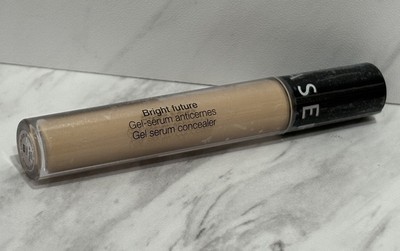 Bright future
Gel-sérum anticernes
Gel serum concealer
SE